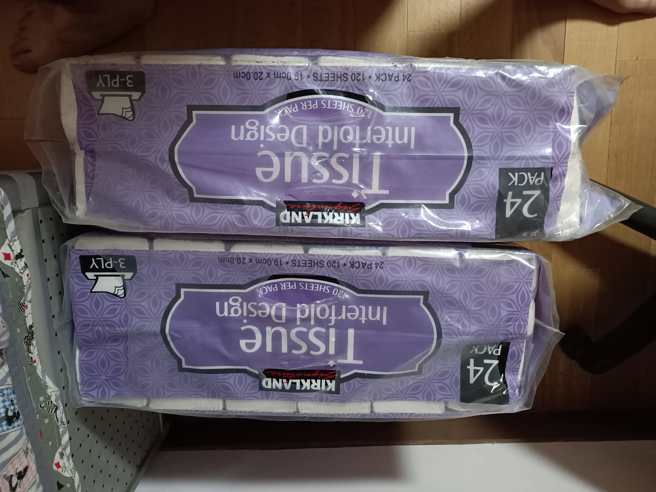 KIRKLAND
Signature
Tissue
Interfold Design
120 SHEETS PER PACK
24
PACK
3-PLY
24 PACK • 120 SHEETS • 19.0cm x 20.0cm
KIRKLAND
Signature
Tissue
Interfold Design
120 SHEETS PER PACK
24
PACK
3-PLY
24 PACK • 120 SHEETS • 19.0cm x 20.0cm